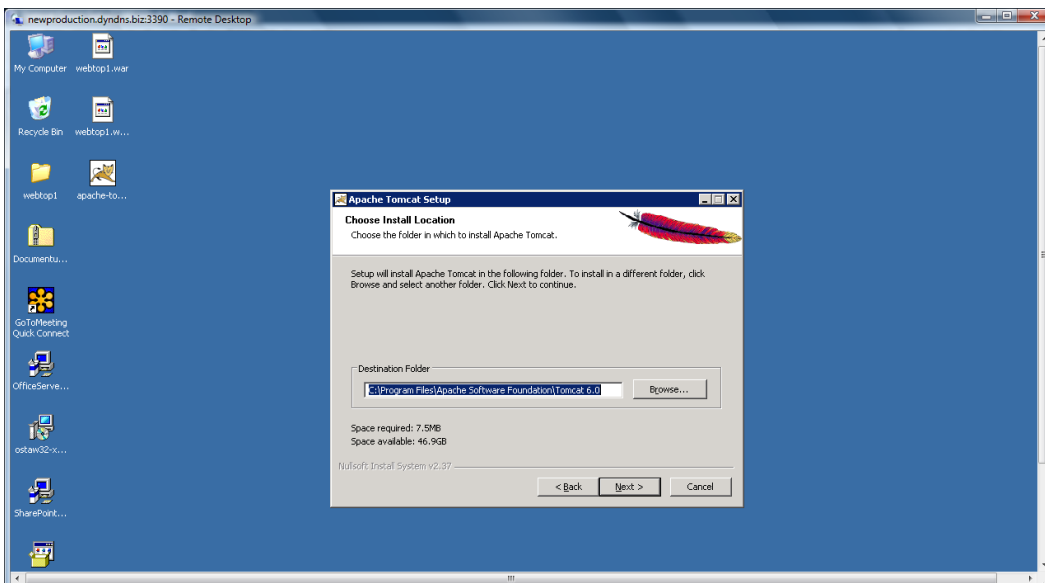 newproduction.dyndns.biz:3390 - Remote Desktop
My Computer
webtop1.war
Recycle Bin
webtop1.w...
webtop1
apache-to...
Documentu...
GoToMeeting
Quick Connect
OfficeServe...
ostaw32-x...
SharePoint...
Apache Tomcat Setup
Choose Install Location
Choose the folder in which to install Apache Tomcat.
Setup will install Apache Tomcat in the following folder. To install in a different folder, click
Browse and select another folder. Click Next to continue.
Destination Folder
C:\Program Files\Apache Software Foundation\Tomcat 6.0
Browse...
Space required: 7.5MB
Space available: 46.9GB
Nullsoft Install System v2.37
< Back
Next >
Cancel